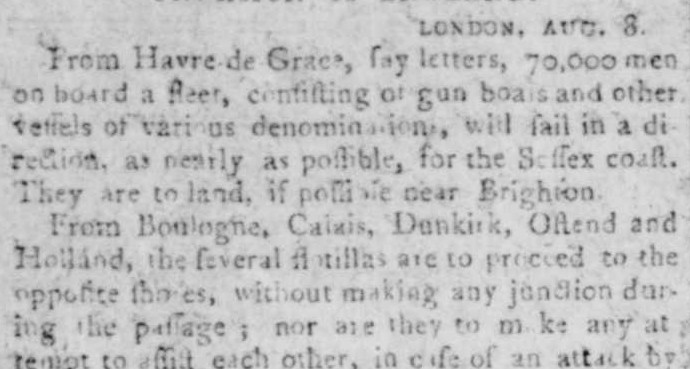 LONDON, AUG. 8.
From Havre de Grace, ſay letters, 70,000 men
on board a fleet, conſiſting of gun boats and other
veſſels of various denominations, will ſail in a di-
rection, as nearly as poſſible, for the Seſſex coaſt.
They are to land, if poſſible near Brighton.
From Boulogne, Calais, Dunkirk, Oſtend and
Holland, the ſeveral flotillas are to proceed to the
oppoſite ſhores, without making any junction dur-
ing the paſſage ; nor are they to make any at
tempt to aſſiſt each other, in caſe of an attack by